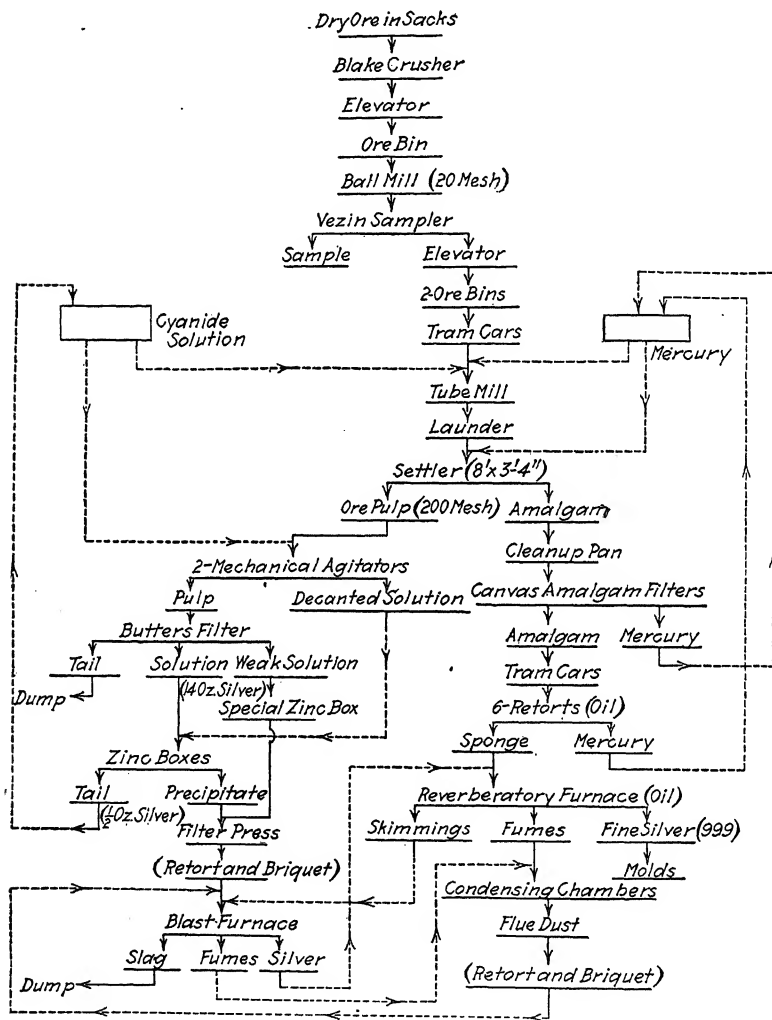 Dry Ore in Sacks
Blake Crusher
Elevator
Ore Bin
Ball Mill (20 Mesh)
Vezin Sampler
Sample
Elevator
2-Ore Bins
Cyanide
Solution
Tram Cars
Mercury
Tube Mill
Launder
Settler (8'x3'-4")
Ore Pulp (200 Mesh)
Amalgam
Cleanup Pan
2-Mechanical Agitators
Pulp
Decanted Solution
Canvas Amalgam Filters
Butters Filter
Amalgam
Mercury
Tail
Solution
Weak Solution
(14 Oz. Silver)
Dump
Tram Cars
Special Zinc Box
6-Retorts (Oil)
Sponge
Mercury
Zinc Boxes
Tail
(½ Oz. Silver)
Precipitate
Reverberatory Furnace (Oil)
Filter Press
Skimmings
Fumes
Fine Silver (999)
(Retort and Briquet)
Molds
Condensing Chambers
Blast Furnace
Flue Dust
Slag
Fumes
Silver
(Retort and Briquet)
Dump